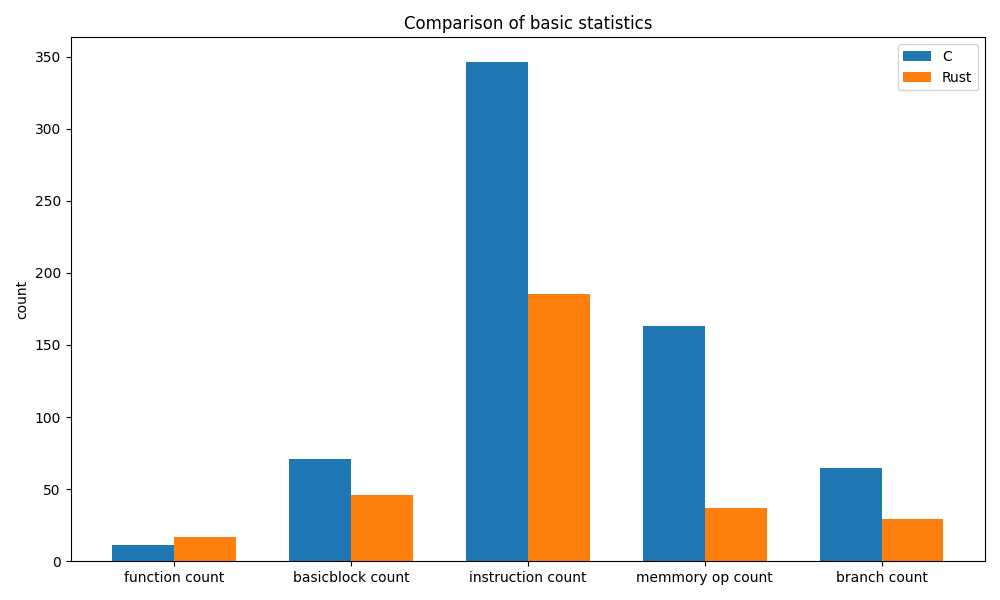 Comparison of basic statistics
C
Rust
count
350
300
250
200
150
100
50
0
function count
basicblock count
instruction count
memmory op count
branch count